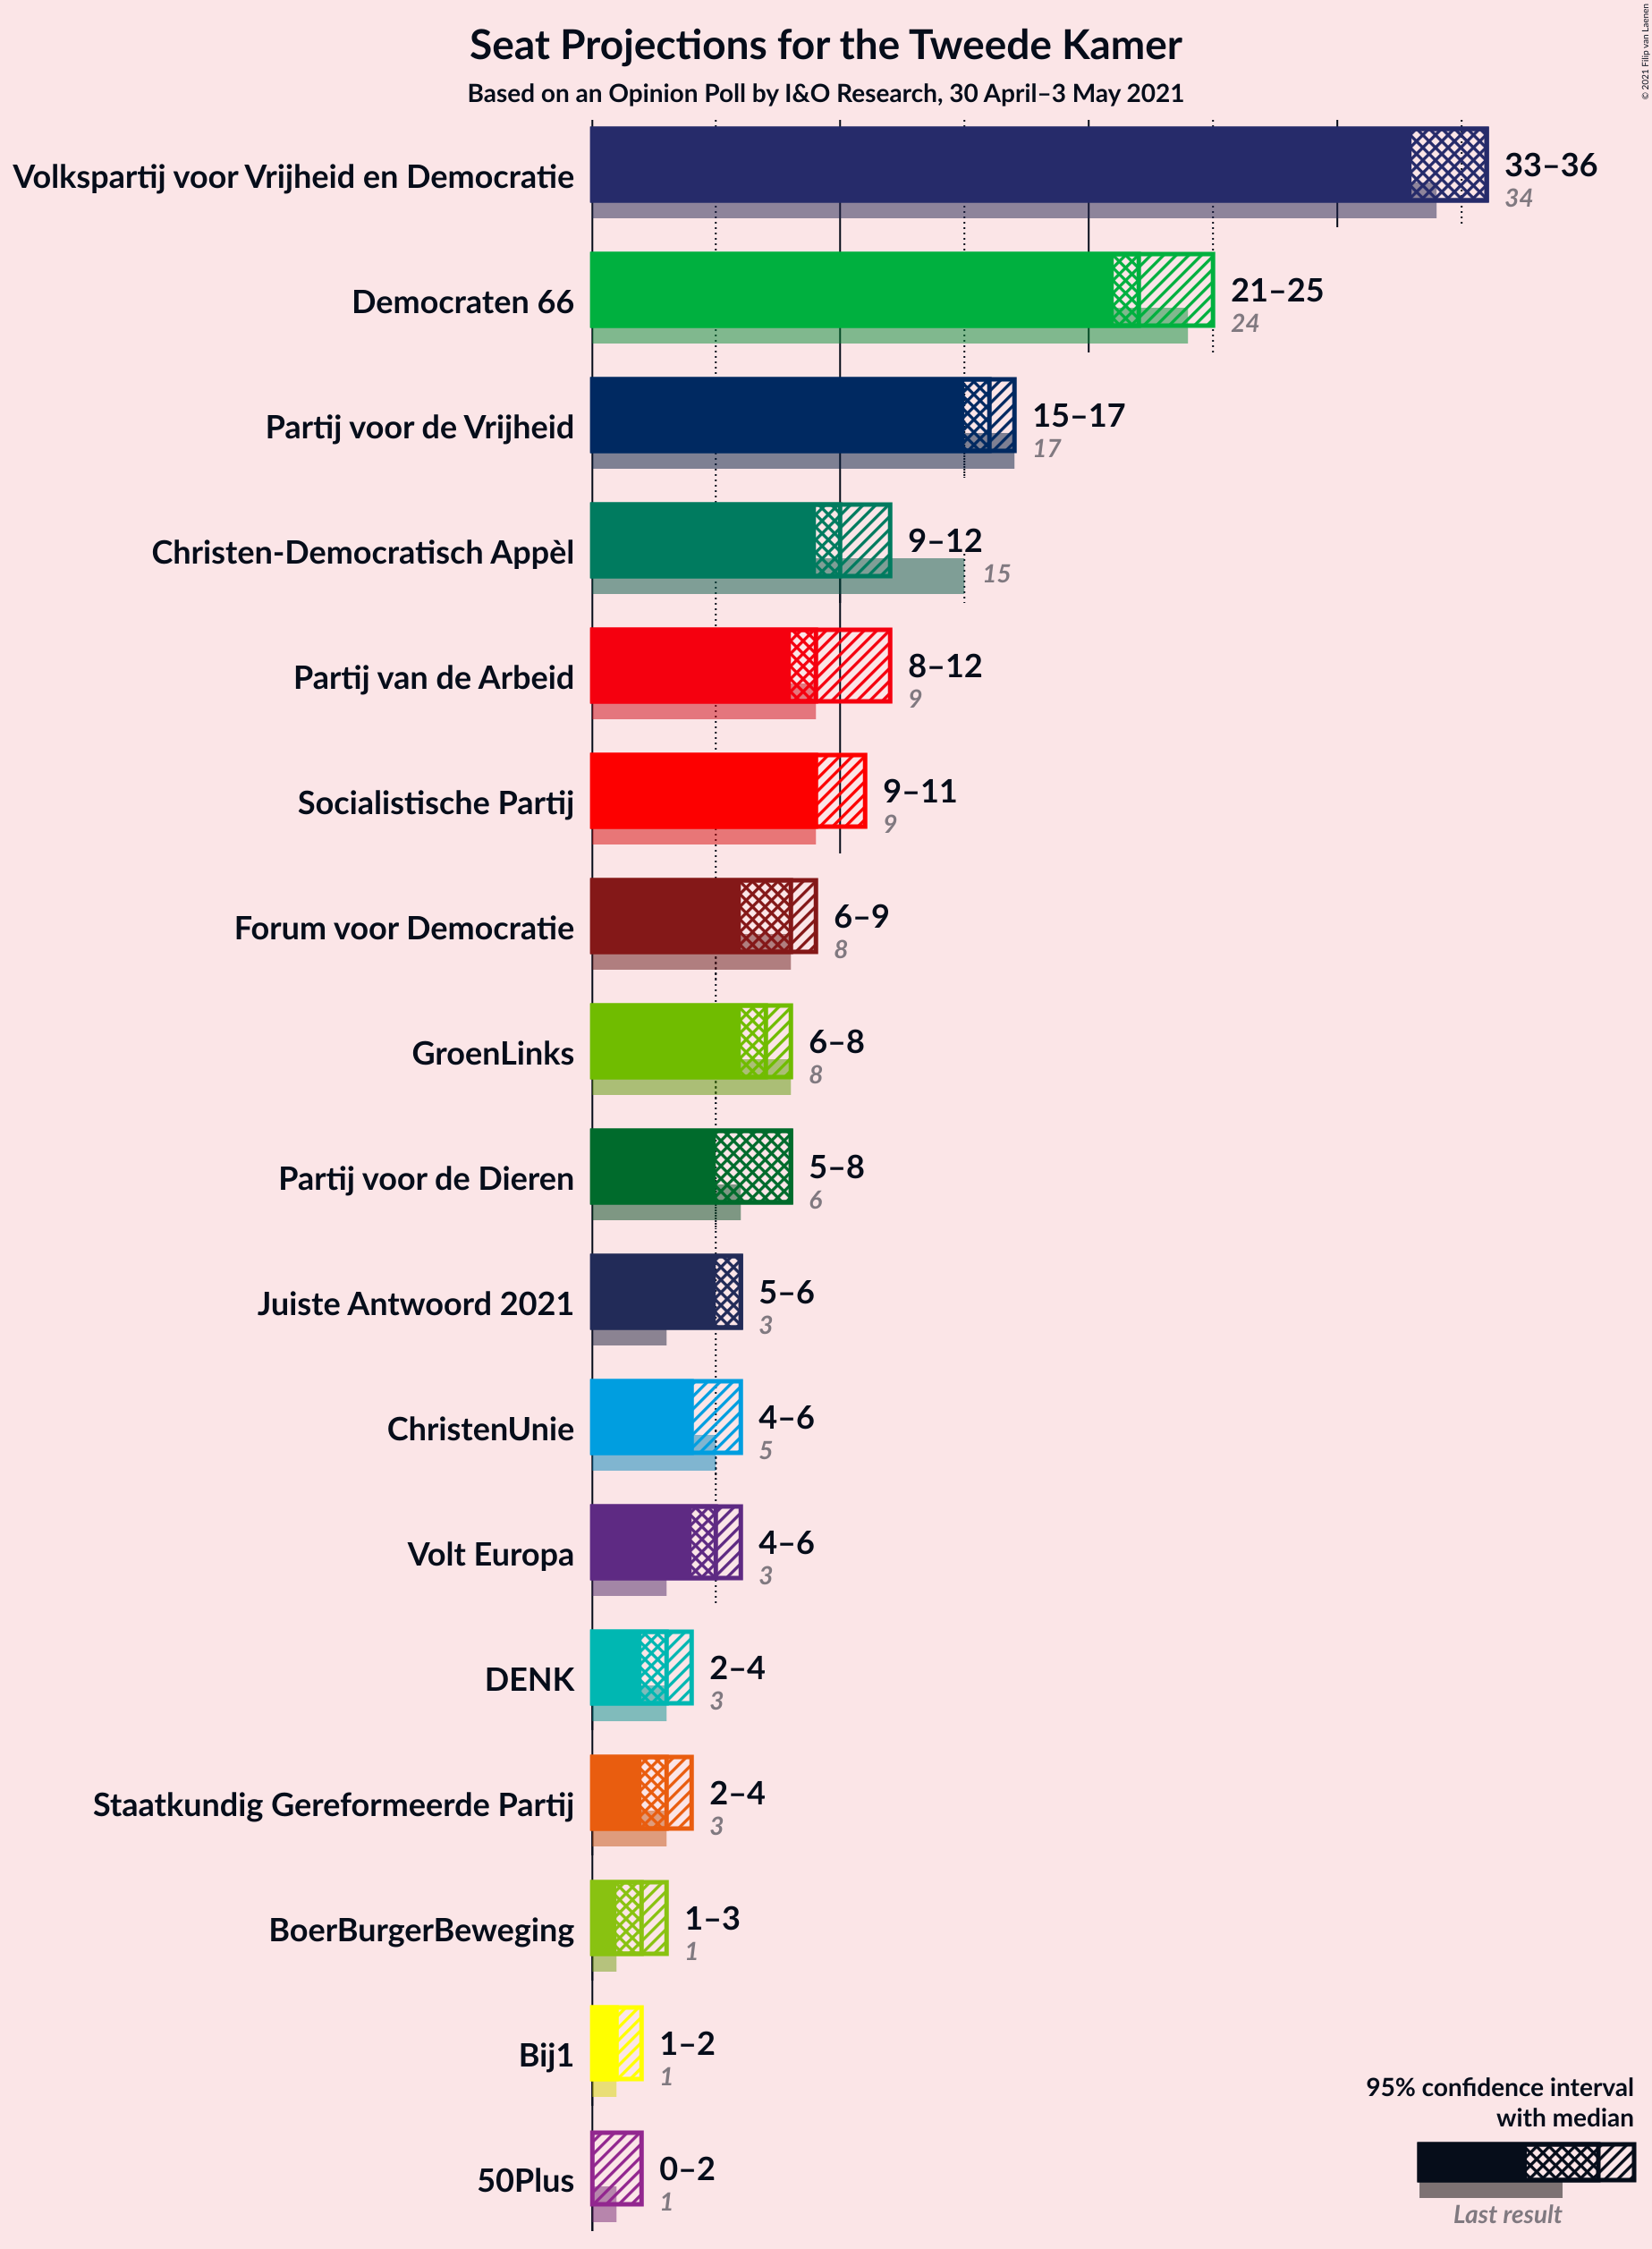 Seat Projections for the Tweede Kamer
Based on an Opinion Poll by I&O Research, 30 April–3 May 2021
© 2021 Filip van Laenen
Volkspartij voor Vrijheid en Democratie
33–36
34
Democraten 66
21–25
24
Partij voor de Vrijheid
15–17
17
Christen-Democratisch Appèl
9–12
15
Partij van de Arbeid
8–12
9
Socialistische Partij
9–11
9
Forum voor Democratie
6–9
8
GroenLinks
6–8
8
Partij voor de Dieren
5–8
6
Juiste Antwoord 2021
5–6
3
ChristenUnie
4–6
5
Volt Europa
4–6
3
DENK
2–4
3
Staatkundig Gereformeerde Partij
2–4
3
BoerBurgerBeweging
1–3
1
Bij1
1–2
1
50Plus
0–2
1
95% confidence interval
with median
Last result